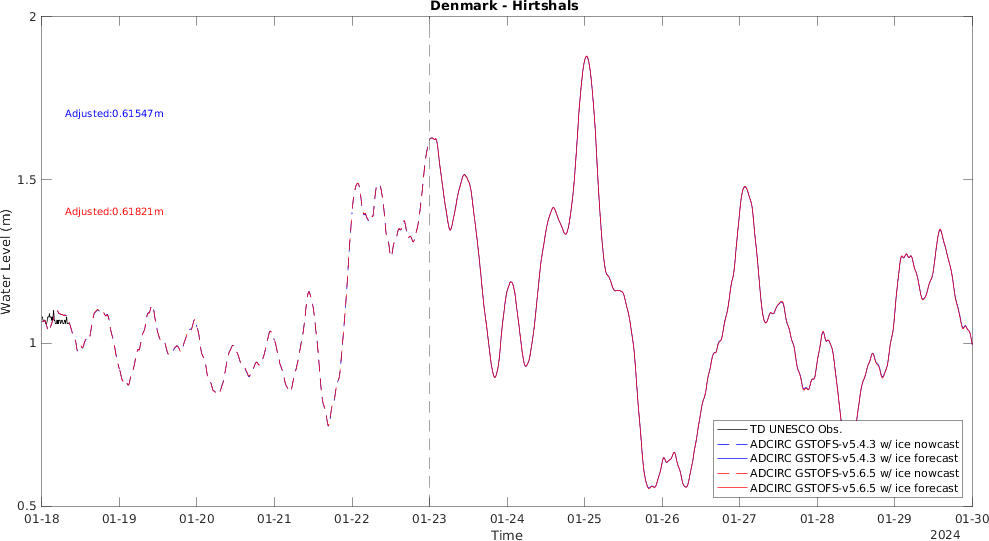 Denmark - Hirtshals
2
Adjusted:0.61547m
1.5
Adjusted:0.61821m
Water Level (m)
1
TD UNESCO Obs.
ADCIRC GSTOFS-v5.4.3 w/ ice nowcast
ADCIRC GSTOFS-v5.4.3 w/ ice forecast
ADCIRC GSTOFS-v5.6.5 w/ ice nowcast
ADCIRC GSTOFS-v5.6.5 w/ ice forecast
0.5
01-18 01-19 01-20 01-21 01-22 01-23 01-24 01-25 01-26 01-27 01-28 01-29 01-30
Time
2024